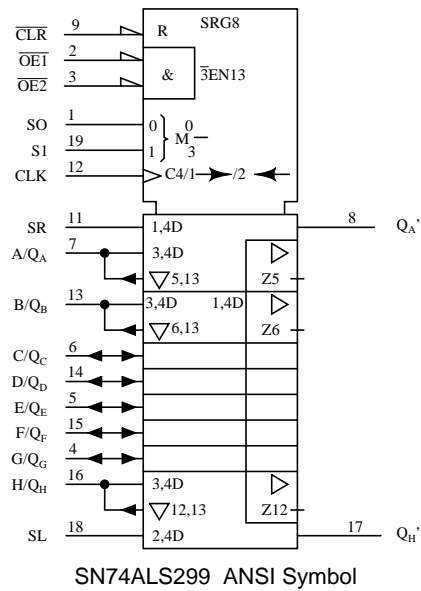 SRG8
CLR 9 R
OE1 2
& 3EN13
OE2 3
SO 1 0 0
M
S1 19 1 3
CLK 12 C4/1 /2
SR 11 1,4D 8 QA'
A/QA 7 3,4D
5,13 Z5
B/QB 13 3,4D 1,4D
6,13 Z6
C/QC 6
D/QD 14
E/QE 5
F/QF 15
G/QG 4
H/QH 16 3,4D
12,13 Z12
SL 18 2,4D 17 QH'
SN74ALS299 ANSI Symbol